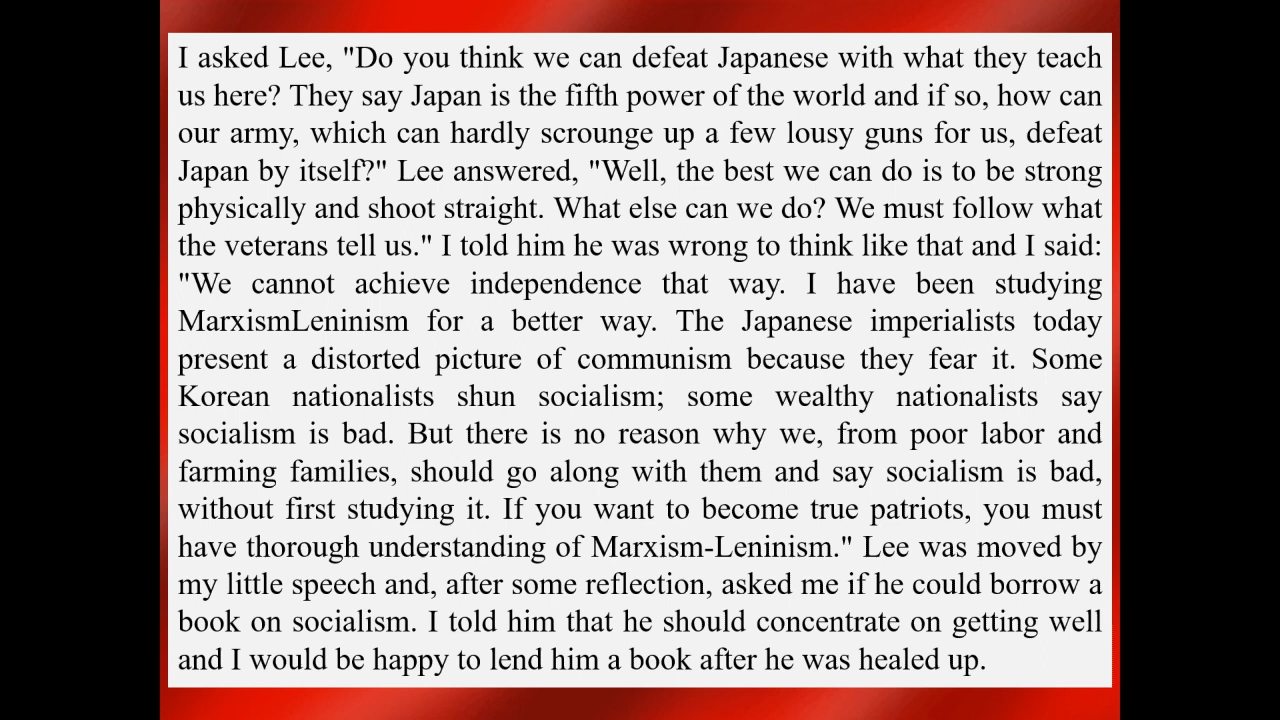 I asked Lee, "Do you think we can defeat Japanese with what they teach
us here? They say Japan is the fifth power of the world and if so, how can
our army, which can hardly scrounge up a few lousy guns for us, defeat
Japan by itself?" Lee answered, "Well, the best we can do is to be strong
physically and shoot straight. What else can we do? We must follow what
the veterans tell us." I told him he was wrong to think like that and I said:
"We cannot achieve independence that way. I have been studying
MarxismLeninism for a better way. The Japanese imperialists today
present a distorted picture of communism because they fear it. Some
Korean nationalists shun socialism; some wealthy nationalists say
socialism is bad. But there is no reason why we, from poor labor and
farming families, should go along with them and say socialism is bad,
without first studying it. If you want to become true patriots, you must
have thorough understanding of Marxism-Leninism." Lee was moved by
my little speech and, after some reflection, asked me if he could borrow a
book on socialism. I told him that he should concentrate on getting well
and I would be happy to lend him a book after he was healed up.